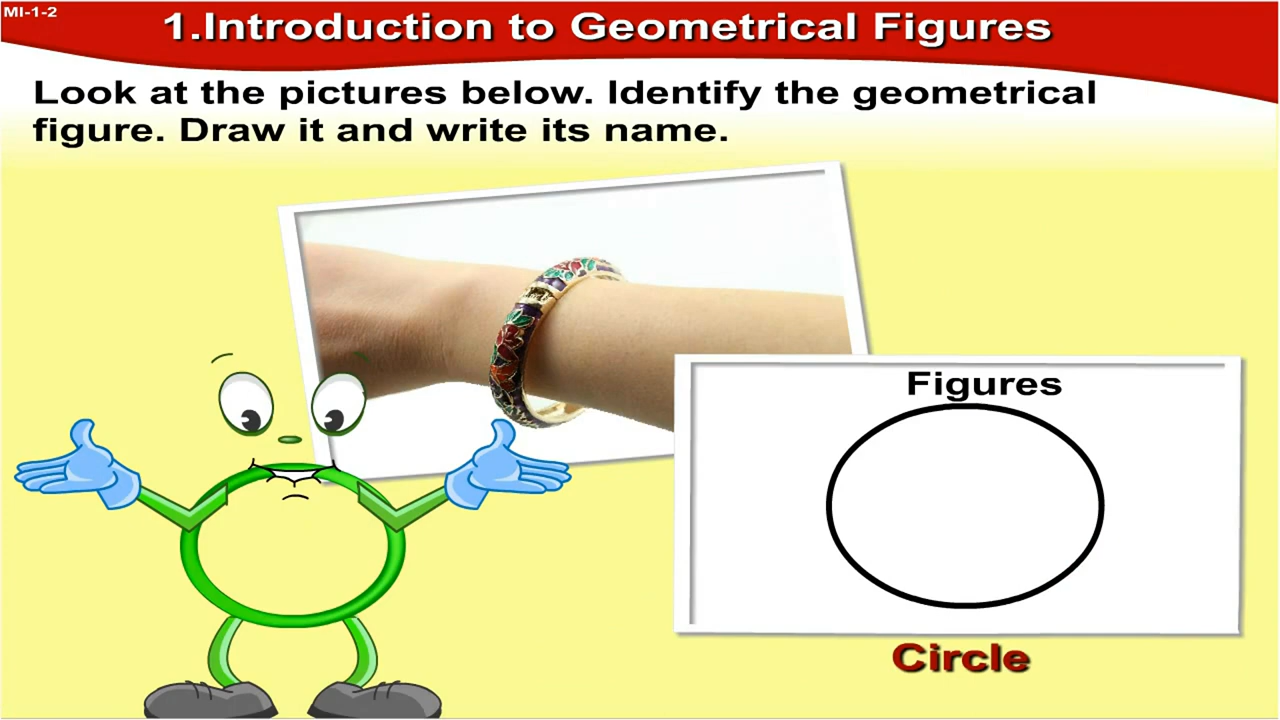 MI-1-2
1.Introduction to Geometrical Figures
Look at the pictures below. Identify the geometrical
figure. Draw it and write its name.
Figures
Circle